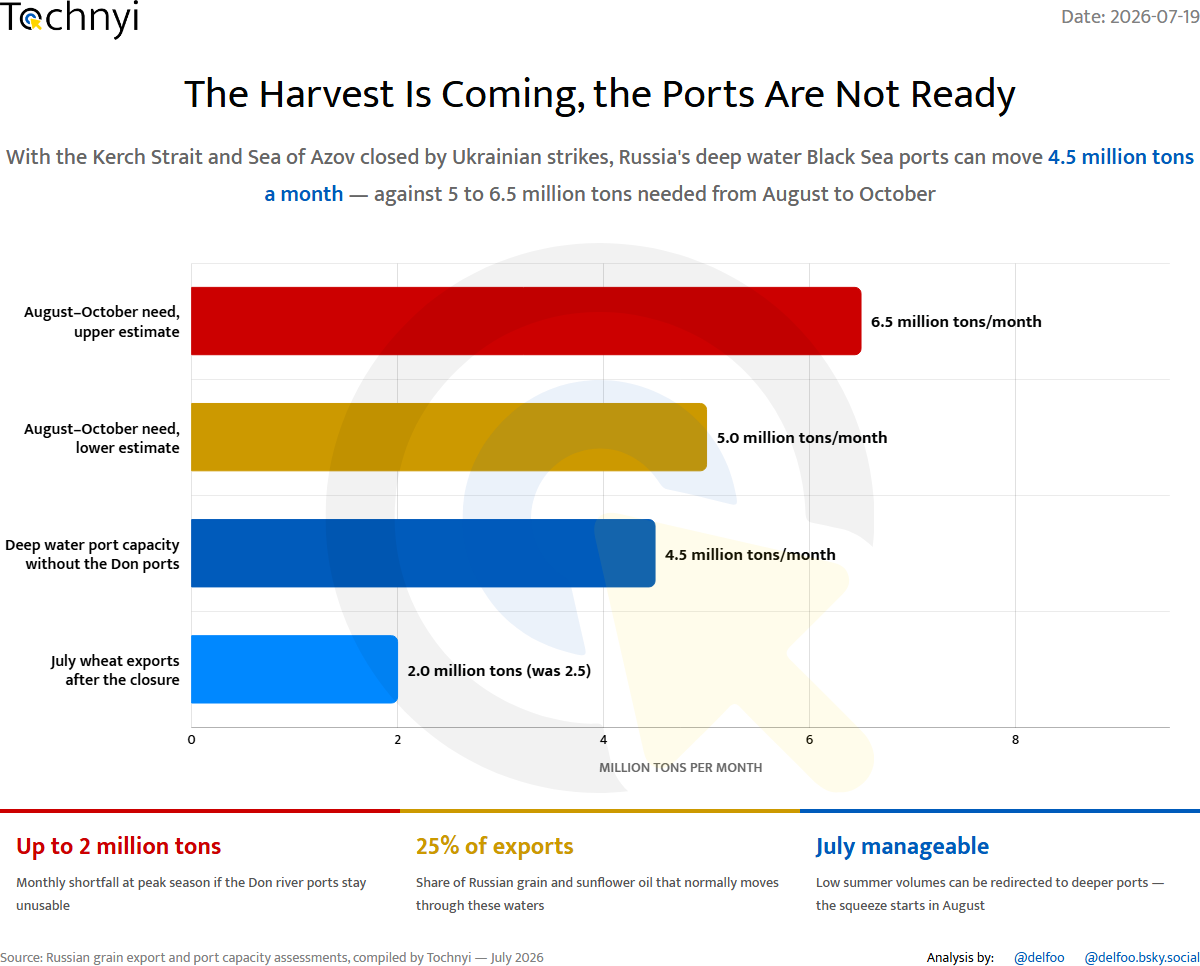 Tochnyi
Date: 2026-07-19
The Harvest Is Coming, the Ports Are Not Ready
With the Kerch Strait and Sea of Azov closed by Ukrainian strikes, Russia's deep water Black Sea ports can move 4.5 million tons
a month — against 5 to 6.5 million tons needed from August to October
August–October need,
upper estimate
6.5 million tons/month
August–October need,
lower estimate
5.0 million tons/month
Deep water port capacity
without the Don ports
4.5 million tons/month
July wheat exports
after the closure
2.0 million tons (was 2.5)
0 2 4 6 8
MILLION TONS PER MONTH
Up to 2 million tons
Monthly shortfall at peak season if the Don river ports stay
unusable
25% of exports
Share of Russian grain and sunflower oil that normally moves
through these waters
July manageable
Low summer volumes can be redirected to deeper ports —
the squeeze starts in August
Source: Russian grain export and port capacity assessments, compiled by Tochnyi — July 2026
Analysis by: @delfoo @delfoo.bsky.social